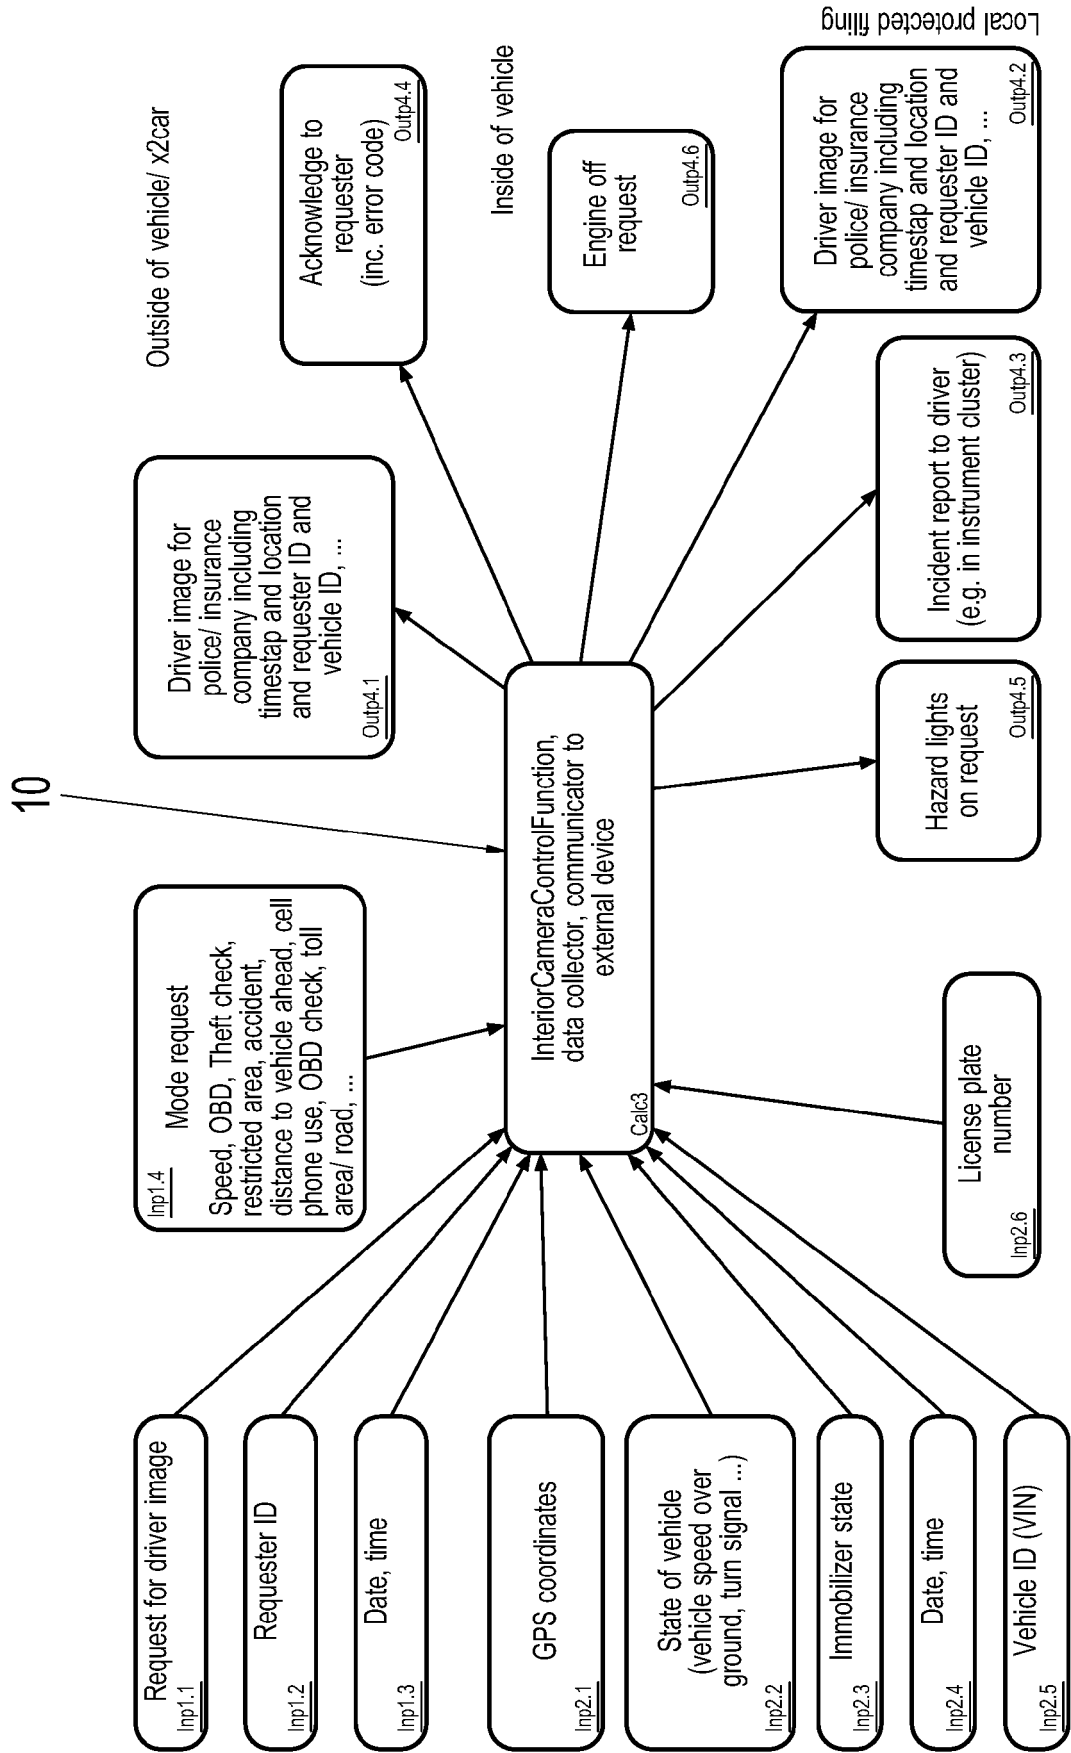 10
Outside of vehicle/ x2car
Inside of vehicle
Local protected filing
Request for driver image
Inp1.1
Requester ID
Inp1.2
Date, time
Inp1.3
Inp1.4
Mode request
Speed, OBD, Theft check,
restricted area, accident,
distance to vehicle ahead, cell
phone use, OBD check, toll
area/ road, ...
GPS coordinates
Inp2.1
State of vehicle
(vehicle speed over
ground, turn signal ...)
Inp2.2
Immobilizer state
Inp2.3
Date, time
Inp2.4
Vehicle ID (VIN)
Inp2.5
License plate
number
Inp2.6
InteriorCameraControlFunction,
data collector, communicator to
external device
Calc3
Driver image for
police/ insurance
company including
timestap and location
and requester ID and
vehicle ID, ...
Outp4.1
Acknowledge to
requester
(inc. error code)
Outp4.4
Engine off
request
Outp4.6
Driver image for
police/ insurance
company including
timestap and location
and requester ID and
vehicle ID, ...
Outp4.2
Incident report to driver
(e.g. in instrument cluster)
Outp4.3
Hazard lights
on request
Outp4.5